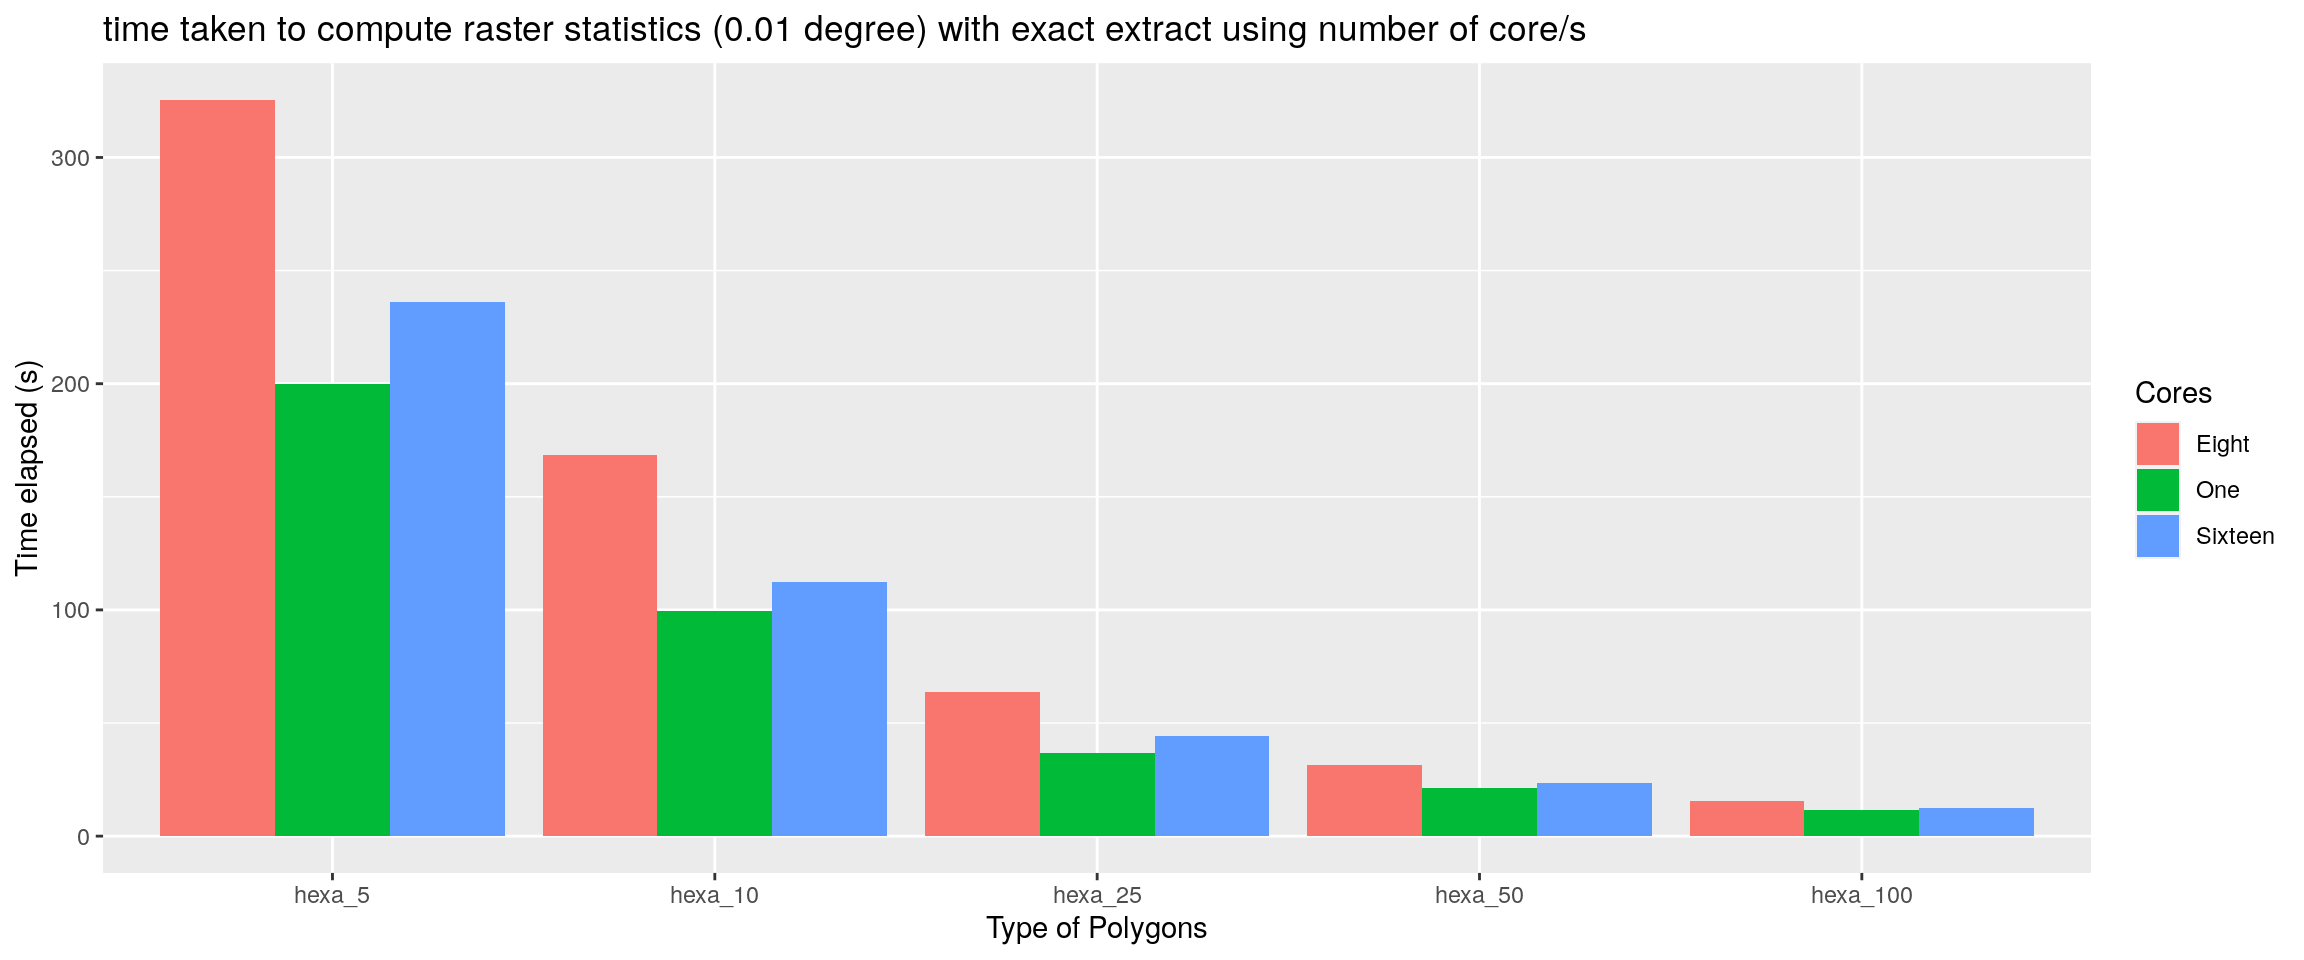 time taken to compute raster statistics (0.01 degree) with exact extract using number of core/s
Time elapsed (s)
300
200
100
0
hexa_5
hexa_10
hexa_25
hexa_50
hexa_100
Type of Polygons
Cores
Eight
One
Sixteen